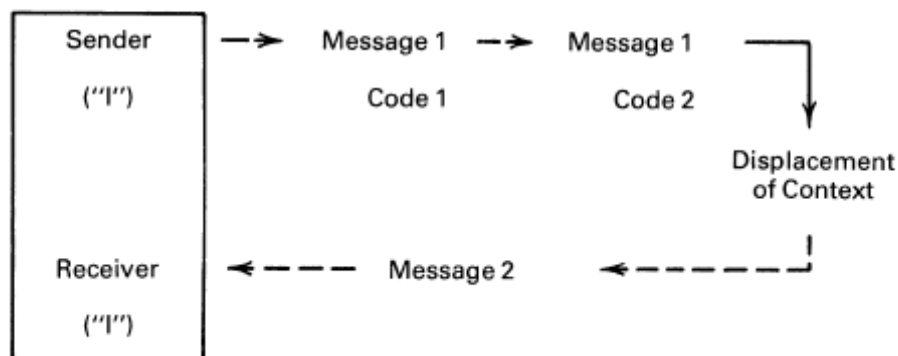 Sender Message 1 Message 1
("I") Code 1 Code 2
Displacement
of Context
Receiver Message 2
("I")